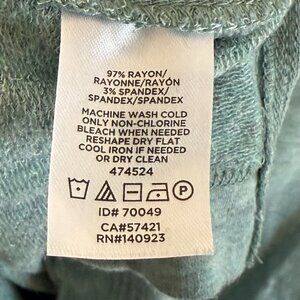 97% RAYON/
RAYONNE/RAYÓN
3% SPANDEX/
SPANDEX/SPANDEX
MACHINE WASH COLD
ONLY NON-CHLORINE
BLEACH WHEN NEEDED
RESHAPE DRY FLAT
COOL IRON IF NEEDED
OR DRY CLEAN
474524
P
ID# 70049
CA#57421
RN#140923